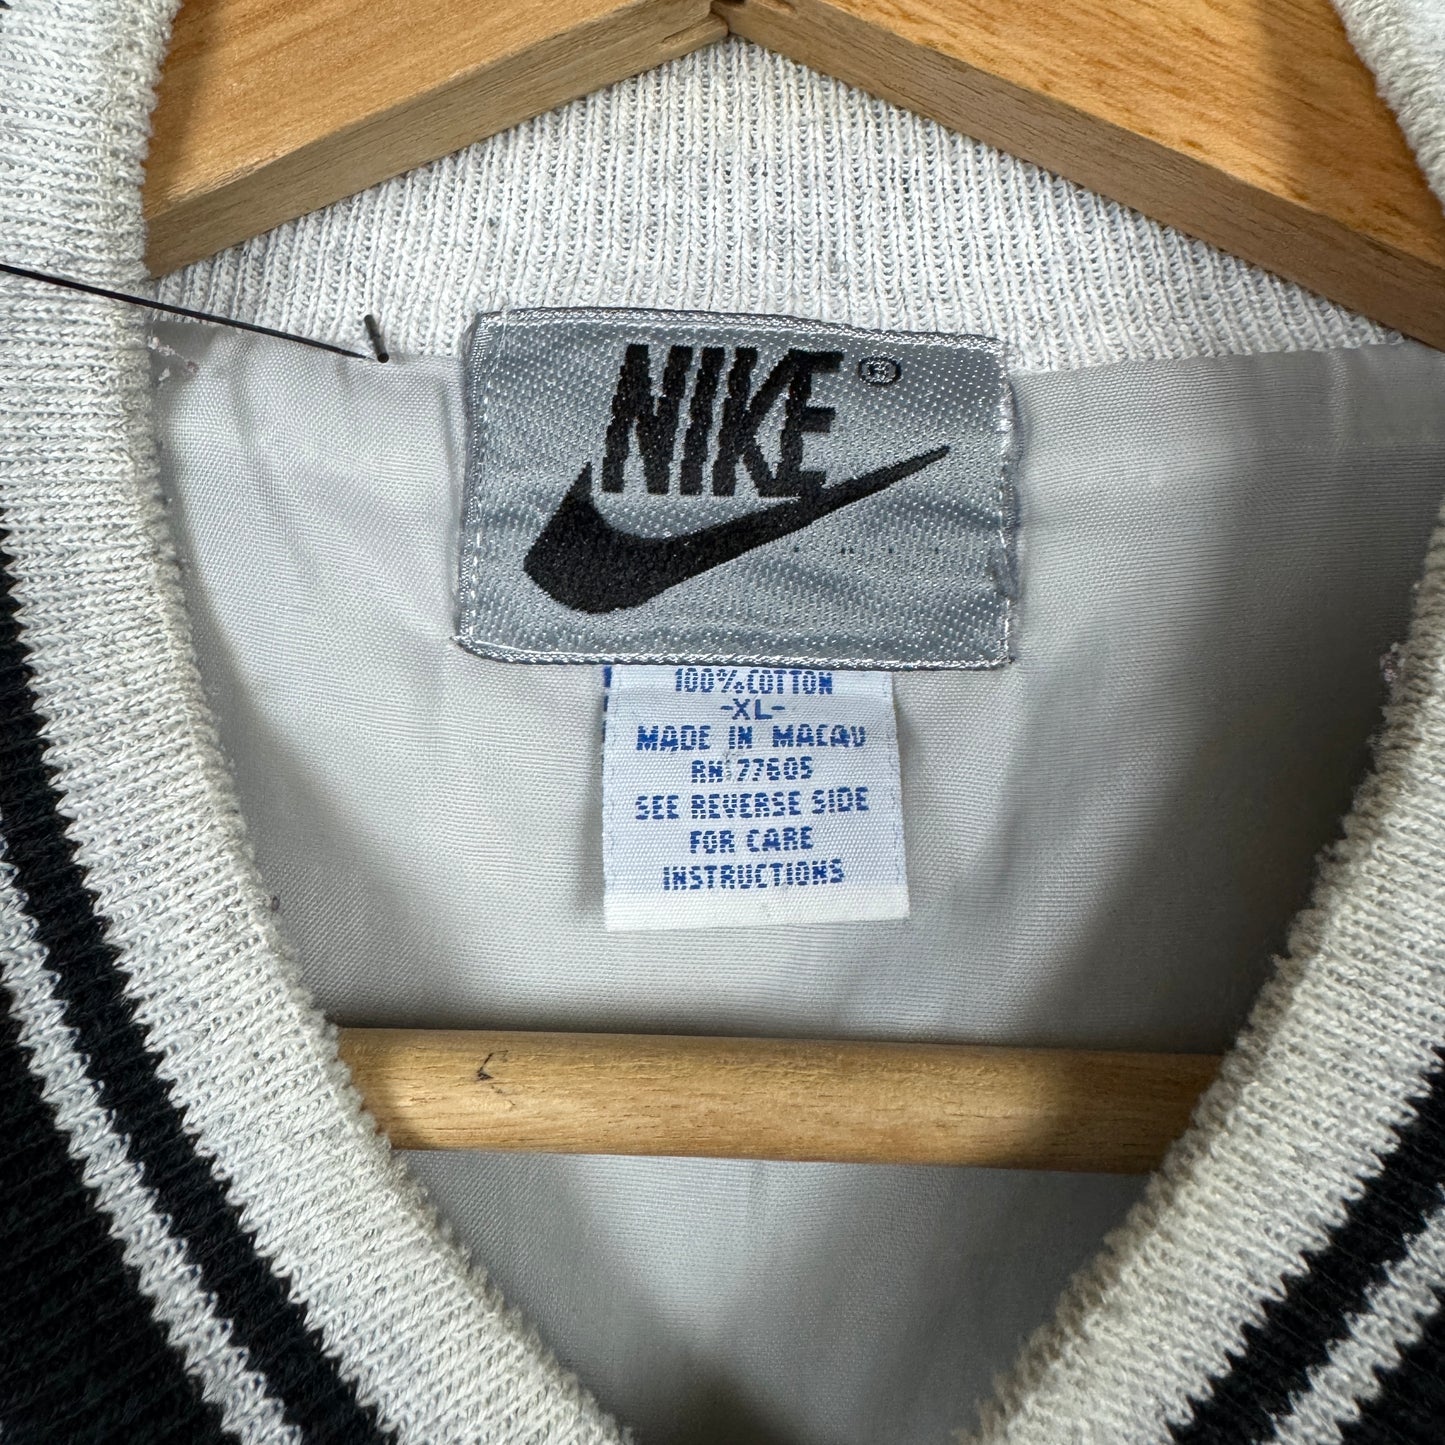 NIKE ®
100% COTTON
-XL-
MADE IN MACAU
RN 77605
SEE REVERSE SIDE
FOR CARE
INSTRUCTIONS